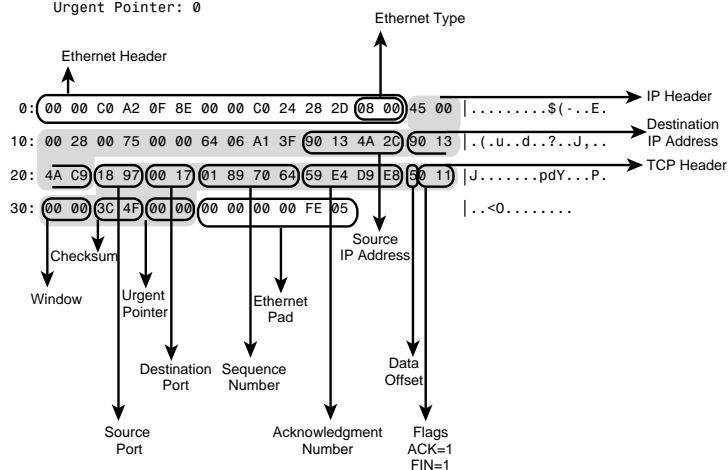 Urgent Pointer: 0
Ethernet Type
Ethernet Header
0: 00 00 C0 A2 0F 8E 00 00 C0 24 28 2D 08 00 45 00 |.........$(-..E.
IP Header
10: 00 28 00 75 00 00 64 06 A1 3F 90 13 4A 2C 90 13 |.(.u..d..?..J,..
Destination
IP Address
20: 4A C9 18 97 00 17 01 89 70 64 59 E4 D9 E8 50 11 |J.......pdY...P.
TCP Header
30: 00 00 3C 4F 00 00 00 00 00 00 FE 05 |..<O........
Checksum
Source
IP Address
Window
Urgent
Pointer
Ethernet
Pad
Destination
Port
Sequence
Number
Data
Offset
Source
Port
Acknowledgment
Number
Flags
ACK=1
FIN=1